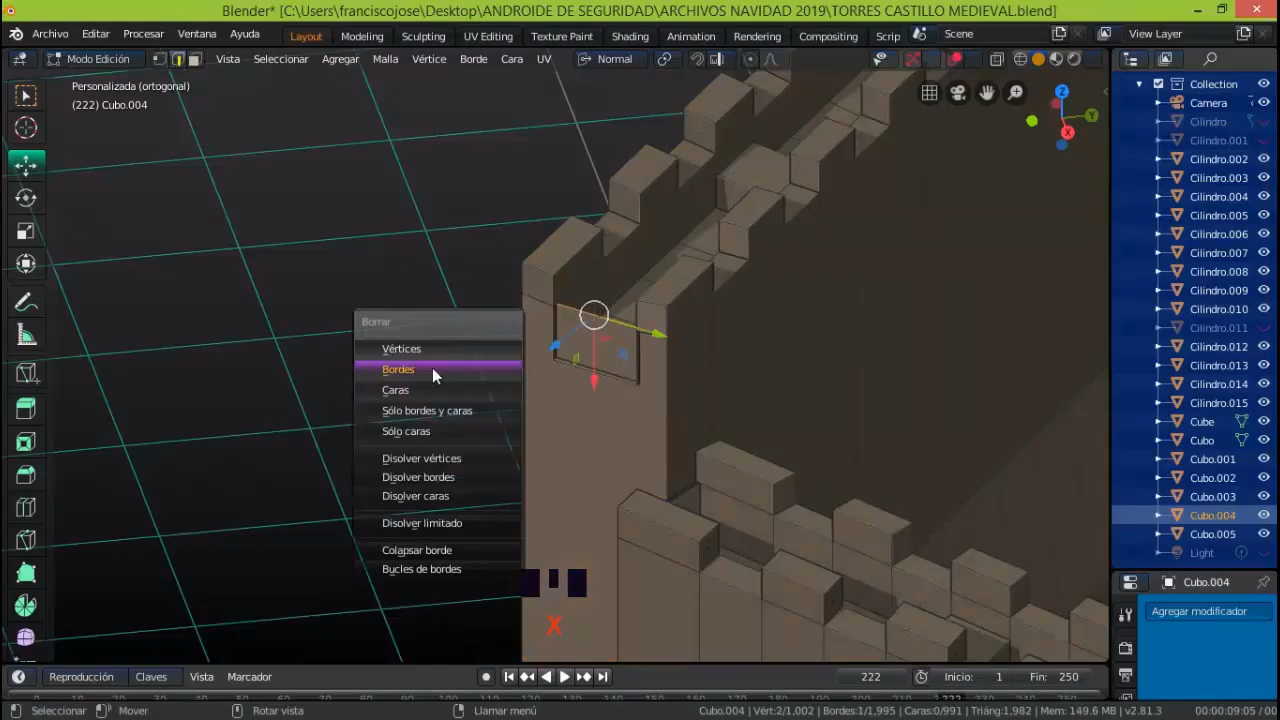 Blender* [C:\Users\franciscojose\Desktop\ANDROIDE DE SEGURIDAD\ARCHIVOS NAVIDAD 2019\TORRES CASTILLO MEDIEVAL.blend]
Archivo Editar Procesar Ventana Ayuda Layout Modeling Sculpting UV Editing Texture Paint Shading Animation Rendering Compositing Scrip Scene View Layer
Modo Edición Vista Seleccionar Agregar Malla Vértice Borde Cara UV Normal
Personalizada (ortogonal)
(222) Cubo.004
Z
Y
X
Collection
Camera
Cilindro
Cilindro.001
Cilindro.002
Cilindro.003
Cilindro.004
Cilindro.005
Cilindro.006
Cilindro.007
Cilindro.008
Cilindro.009
Cilindro.010
Cilindro.011
Cilindro.012
Cilindro.013
Cilindro.014
Cilindro.015
Cube
Cubo
Cubo.001
Cubo.002
Cubo.003
Cubo.004
Cubo.005
Light
Borrar
Vértices
Bordes
Caras
Sólo bordes y caras
Sólo caras
Disolver vértices
Disolver bordes
Disolver caras
Disolver limitado
Colapsar borde
Bucles de bordes
X
Cubo.004
Agregar modificador
Reproducción Claves Vista Marcador 222 Inicio: 1 Fin: 250
Seleccionar Mover Rotar vista Llamar menú Cubo.004 | Vért:2/1,002 | Bordes:1/1,995 | Caras:0/991 | Triáng:1,982 | Mem: 149.6 MB | v2.81.3 00:00:09:05 / 00